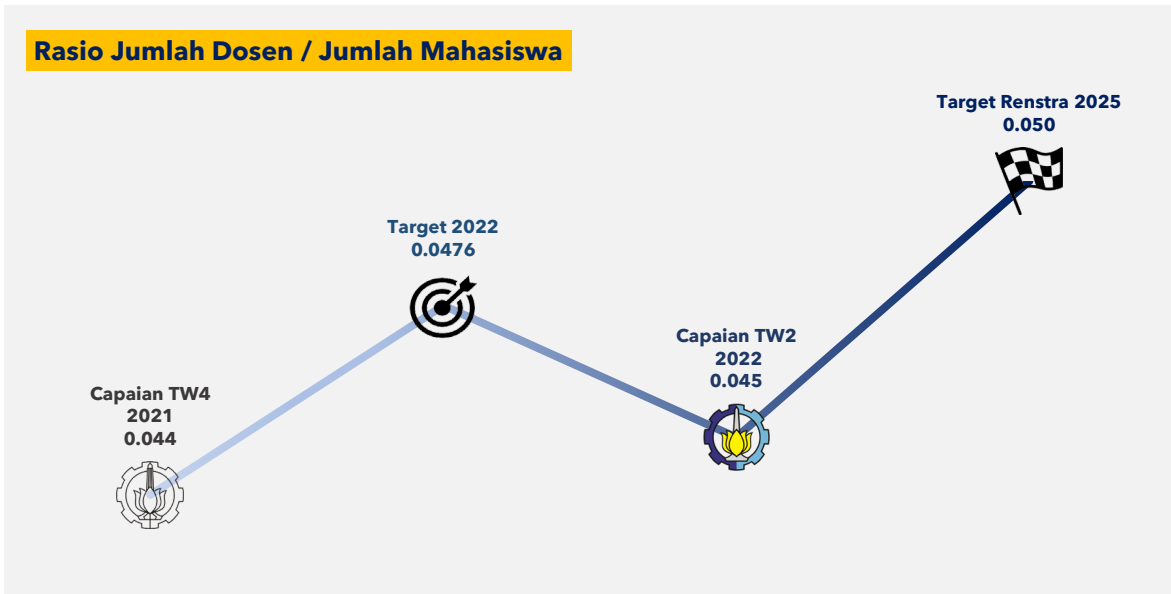 Rasio Jumlah Dosen / Jumlah Mahasiswa
Target Renstra 2025
0.050
Target 2022
0.0476
Capaian TW2
2022
0.045
Capaian TW4
2021
0.044